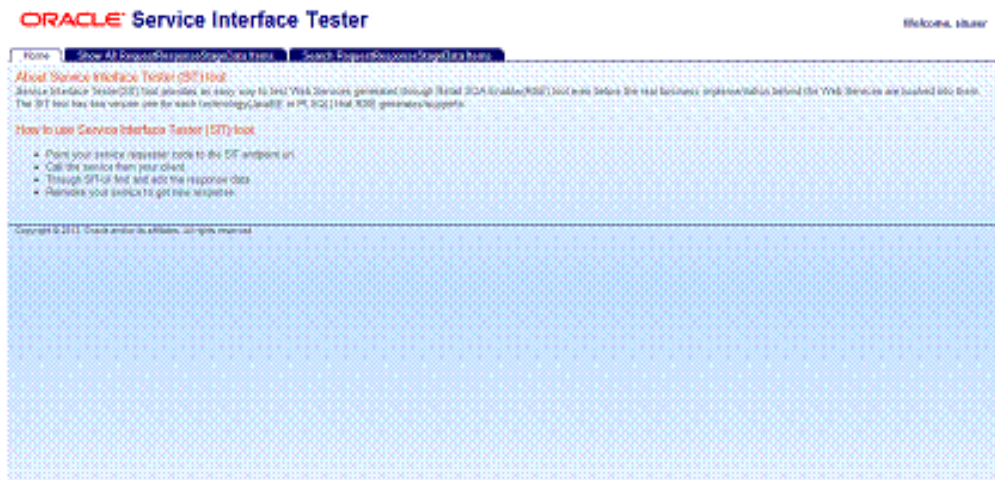 ORACLE Service Interface Tester
Welcome, situser
Home
Show All RequestResponseStageData Items
Search RequestResponseStageData Items
About Service Interface Tester (SIT) tool
Service Interface Tester(SIT) tool provides an easy way to test Web Services generated through Retail SOA Enabler(RSE) tool even before the real business implementation behind the Web Services are hooked into them.
The SIT tool has two version one for each technology(JavaEE or PLSQL) that RSE generates/supports.
How to use Service Interface Tester (SIT) tool
Point your service requester code to the SIT endpoint url.
Call the service from your client.
Through SIT-UI find and edit the response data.
Reinvoke your service to get new response.
Copyright © Oracle and/or its affiliates. All rights reserved.